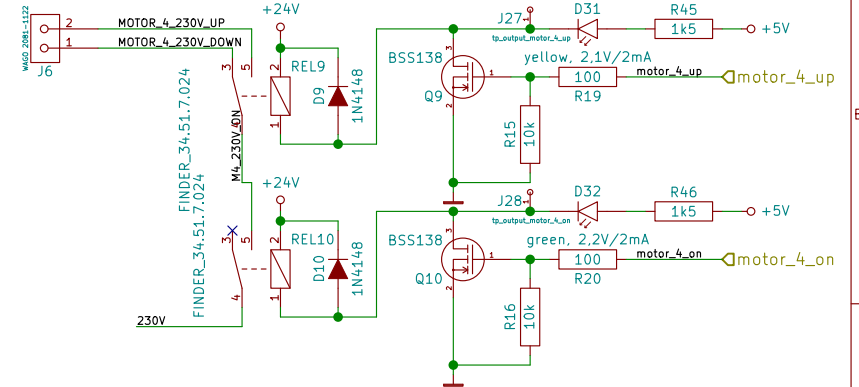 +24V
J27
1
tp_output_motor_4_up
D31
R45
1k5
+5V
WAGO 2081-1122
2
1
J6
MOTOR_4_230V_UP
MOTOR_4_230V_DOWN
3
5
FINDER_34.51.7.024
M4_230V_ON
REL9
2
1
D9
1N4148
BSS138
Q9
3
1
2
yellow, 2,1V/2mA
100
R19
motor_4_up
motor_4_up
R15
10k
+24V
J28
1
tp_output_motor_4_on
D32
R46
1k5
+5V
3
5
4
FINDER_34.51.7.024
230V
REL10
2
1
D10
1N4148
BSS138
Q10
3
1
2
green, 2,2V/2mA
100
R20
motor_4_on
motor_4_on
R16
10k